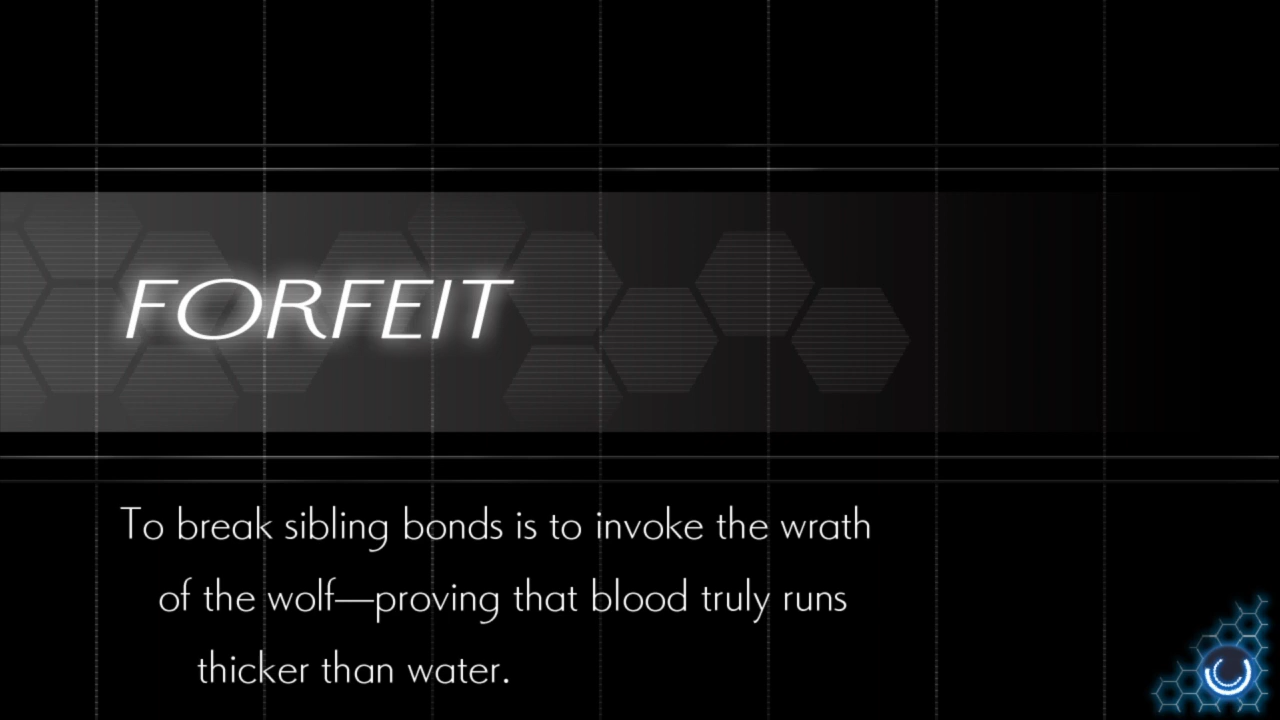 FORFEIT
To break sibling bonds is to invoke the wrath
of the wolf—proving that blood truly runs
thicker than water.